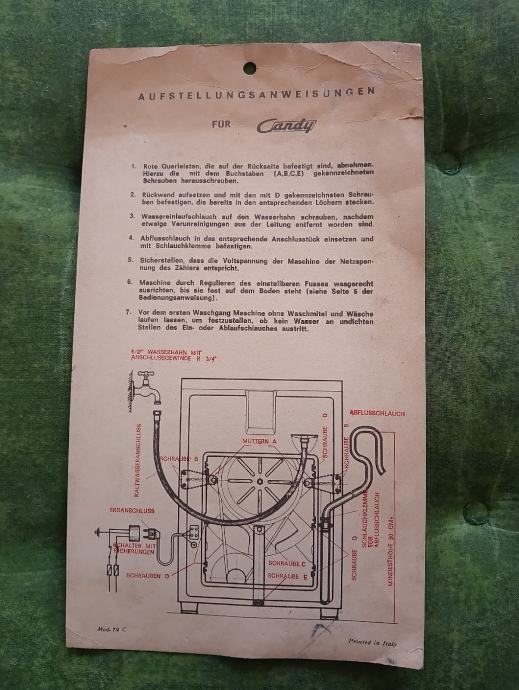 AUFSTELLUNGSANWEISUNGEN
FÜR Candy
1. Rote Querleisten, die auf der Rückseite befestigt sind, abnehmen.
Hierzu die mit dem Buchstaben (A,B,C,E) gekennzeichneten
Schrauben herausschrauben.
2. Rückwand aufsetzen und mit den mit D gekennzeichneten Schrau-
ben befestigen, die bereits in den entsprechenden Löchern stecken.
3. Wassereinlaufschlauch auf den Wasserhahn schrauben, nachdem
etwaige Verunreinigungen aus der Leitung entfernt worden sind.
4. Abflusschlauch in das entsprechende Anschlusstück einsetzen und
mit Schlauchklemme befestigen.
5. Sicherstellen, dass die Voltspannung der Maschine der Netzspan-
nung des Zählers entspricht.
6. Maschine durch Regulieren des einstellbaren Fusses waagerecht
ausrichten, bis sie fest auf dem Boden steht (siehe Seite 5 der
Bedienungsanweisung).
7. Vor dem ersten Waschgang Maschine ohne Waschmittel und Wäsche
laufen lassen, um festzustellen, ob kein Wasser an undichten
Stellen des Ein- oder Ablaufschlauches austritt.
1/2" WASSERHAHN MIT
ANSCHLUSSGEWINDE R 3/4"
KALTWASSERANSCHLUSS
SCHRAUBE B
MUTTERN A
SCHRAUBE D
SCHRAUBE B
ABFLUSSCHLAUCH
ERDANSCHLUSS
SCHALTER MIT
SICHERUNGEN
SCHRAUBEN D
SCHRAUBE C
SCHRAUBE E
SCHRAUBE D
SCHLAUCHKLEMME
FÜR
ABFLUSSCHLAUCH
MINDESTHÖHE 90 CM
Mod. 79 C
Printed in Italy